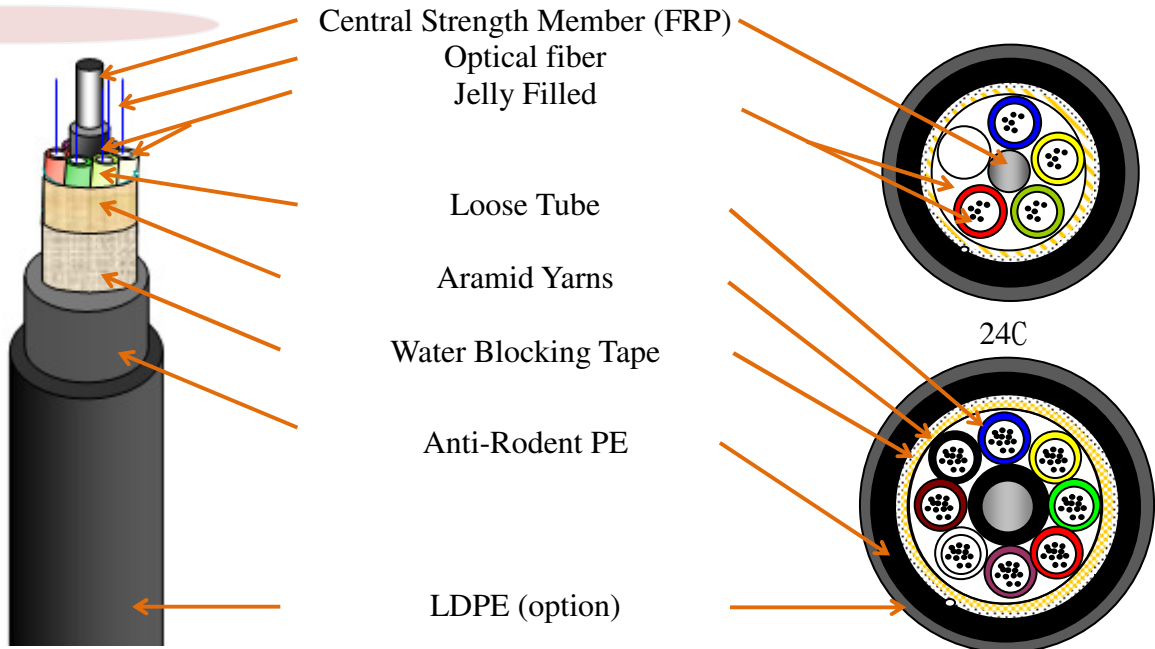 Central Strength Member (FRP)
Optical fiber
Jelly Filled
Loose Tube
Aramid Yarns
24C
Water Blocking Tape
Anti-Rodent PE
LDPE (option)